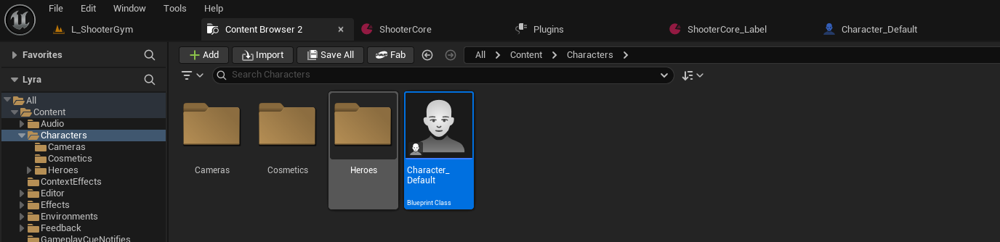 File Edit Window Tools Help
L_ShooterGym Content Browser 2 ShooterCore Plugins ShooterCore_Label Character_Default
Favorites
Add Import Save All Fab All Content Characters
Lyra
Search Characters
All
Content
Audio
Characters
Cameras
Cosmetics
Heroes
ContextEffects
Editor
Effects
Environments
Feedback
GameplayCueNotifies
Cameras
Cosmetics
Heroes
Character_
Default
Blueprint Class